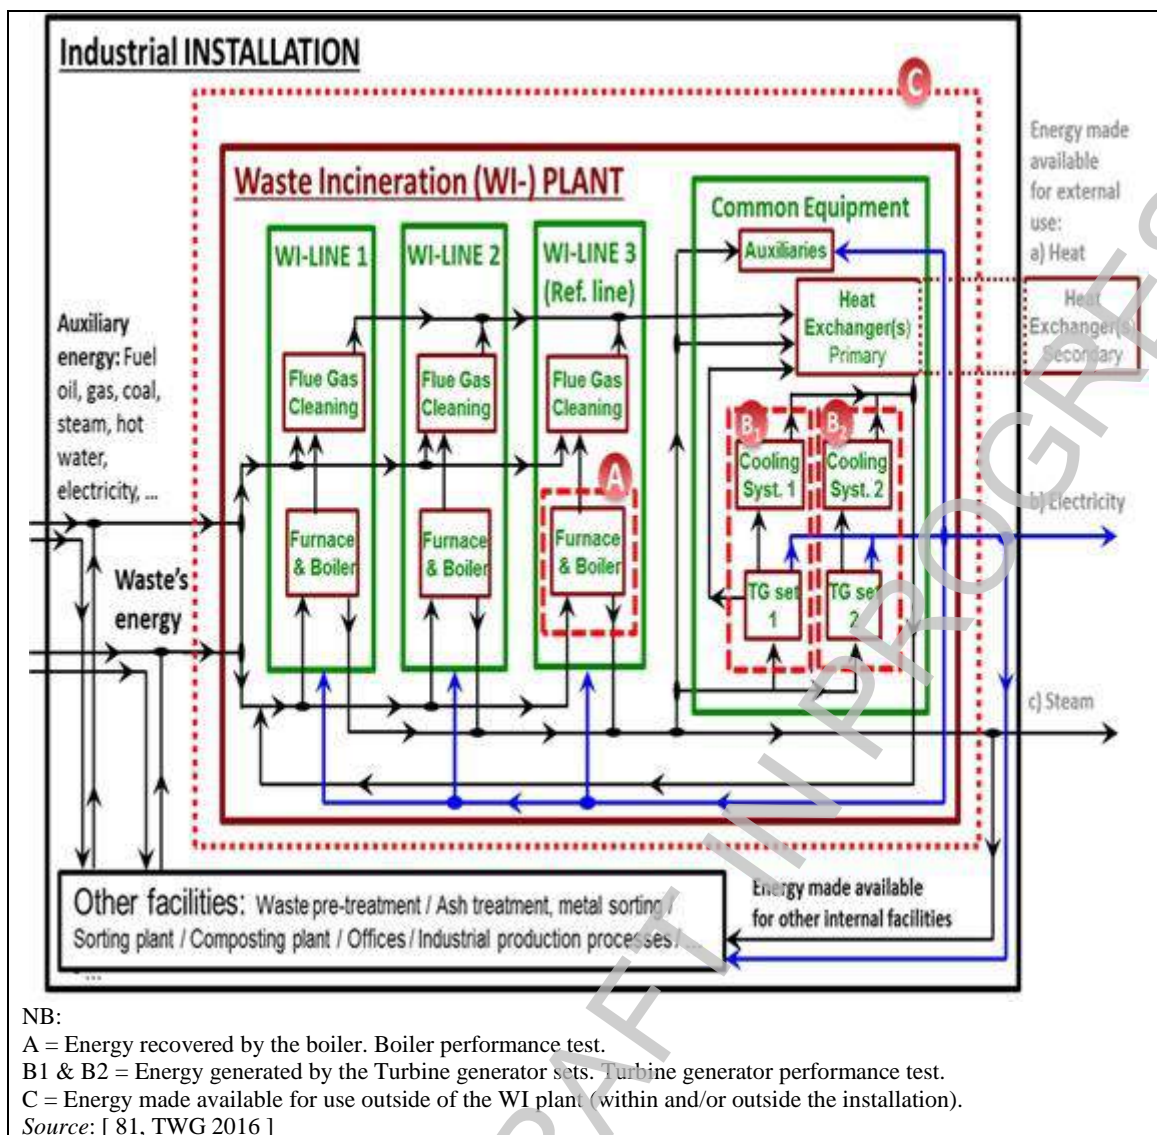 Industrial INSTALLATION
C
Waste Incineration (WI-) PLANT
WI-LINE 1
WI-LINE 2
WI-LINE 3
(Ref. line)
Common Equipment
Auxiliaries
Heat
Exchanger(s)
Primary
Energy made
available
for external
use:
a) Heat
Heat
Exchanger(s)
Secondary
Auxiliary
energy: Fuel
oil, gas, coal,
steam, hot
water,
electricity, ...
Flue Gas
Cleaning
Flue Gas
Cleaning
Flue Gas
Cleaning
A
Furnace
& Boiler
Furnace
& Boiler
Furnace
& Boiler
B1
B2
Cooling
Syst. 1
Cooling
Syst. 2
TG set
1
TG set
2
b) Electricity
Waste's
energy
c) Steam
Other facilities: Waste pre-treatment / Ash treatment, metal sorting /
Sorting plant / Composting plant / Offices / Industrial production processes / ...
- ...
Energy made available
for other internal facilities
NB:
A = Energy recovered by the boiler. Boiler performance test.
B1 & B2 = Energy generated by the Turbine generator sets. Turbine generator performance test.
C = Energy made available for use outside of the WI plant (within and/or outside the installation).
Source: [ 81, TWG 2016 ]
DRAFT IN PROGRES